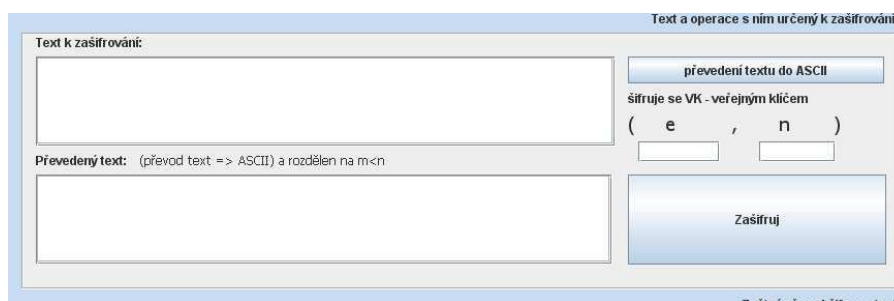 Text a operace s ním určený k zašifrování
Text k zašifrování:
převedení textu do ASCII
šifruje se VK - veřejným klíčem
( e , n )
Převedený text: (převod text => ASCII) a rozdělen na m<n
Zašifruj